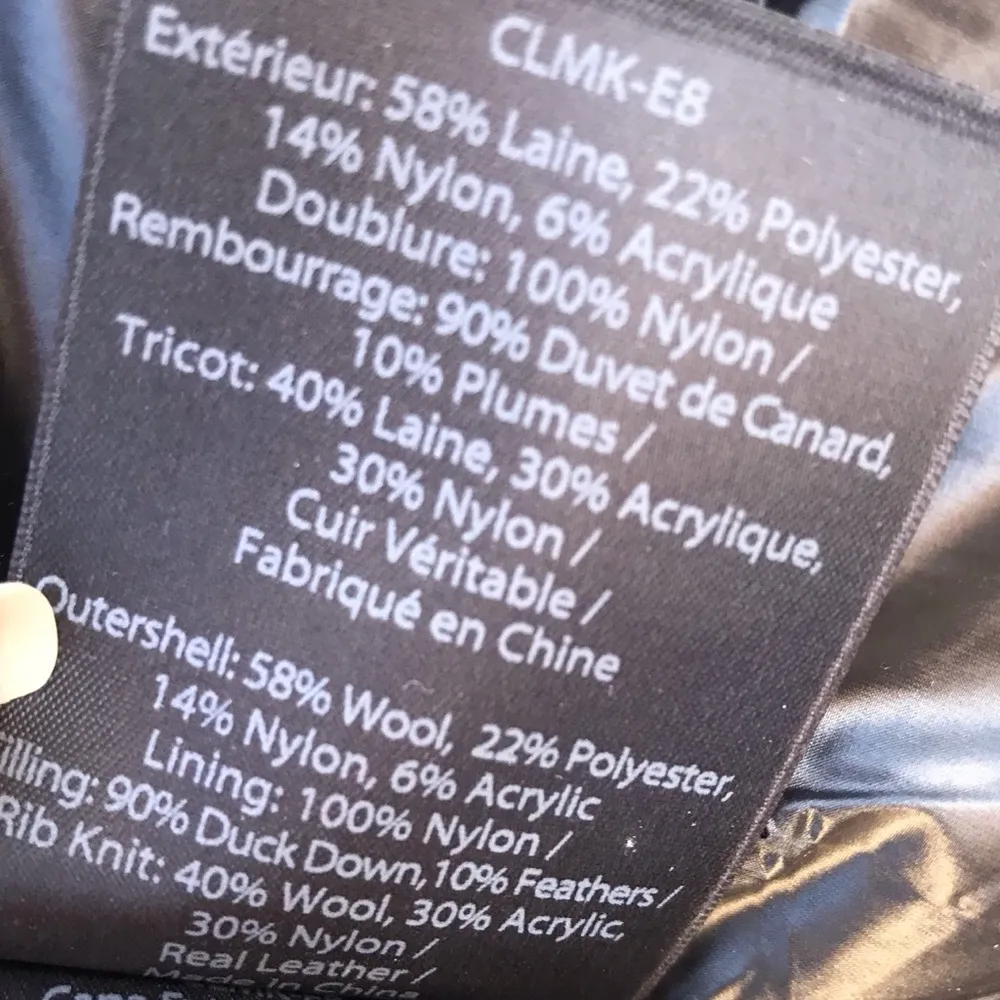 CLMK-E8
Extérieur: 58% Laine, 22% Polyester,
14% Nylon, 6% Acrylique
Doublure: 100% Nylon /
Rembourrage: 90% Duvet de Canard,
10% Plumes /
Tricot: 40% Laine, 30% Acrylique,
30% Nylon /
Cuir Véritable /
Fabriqué en Chine
Outershell: 58% Wool, 22% Polyester,
14% Nylon, 6% Acrylic
Lining: 100% Nylon /
illing: 90% Duck Down, 10% Feathers /
Rib Knit: 40% Wool, 30% Acrylic,
30% Nylon /
Real Leather /
Made in China